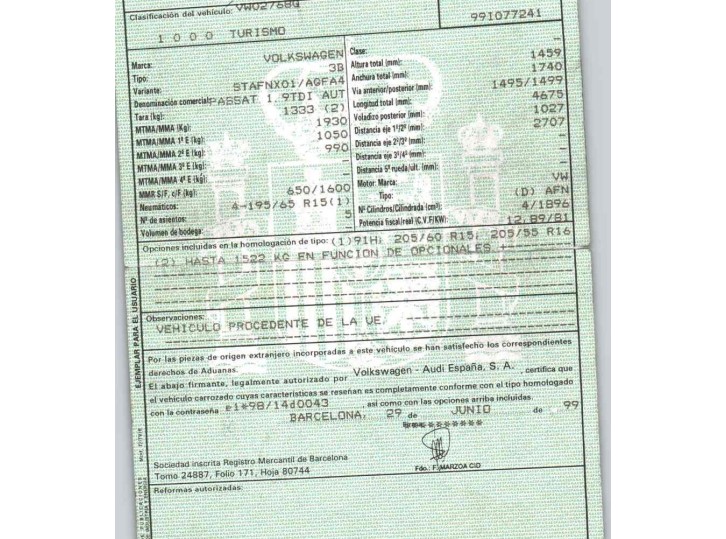 Clasificación del vehículo: VW02768Q
991077241
1 0 0 0 TURISMO
Marca: VOLKSWAGEN
Tipo: 3B
Variante: STAFNX01/AGFA4
Denominación comercial: PASSAT 1.9TDI AUT
Tara (kg): 1333 (2)
MTMA/MMA (Kg): 1930
MTMA/MMA 1º E (kg): 1050
MTMA/MMA 2º E (kg): 990
MTMA/MMA 3º E (kg): -
MTMA/MMA 4º E (kg): -
MMR S/F, c/F (kg): 650/1600
Neumáticos: 4-195/65 R15(1)
Nº de asientos: 5
Volumen de bodega: -
Clase: -
Altura total (mm): 1459
Anchura total (mm): 1740
Vía anterior/posterior (mm): 1495/1499
Longitud total (mm): 4675
Voladizo posterior (mm): 1027
Distancia eje 1º/2º (mm): 2707
Distancia eje 2º/3º (mm): -
Distancia eje 3º/4º (mm): -
Distancia 5ª rueda/ult. (mm): -
Motor: Marca: VW
Tipo: (D) AFN
Nº Cilindros/Cilindrada (cm³): 4/1896
Potencia fiscal/real (C.V.F/KW): 12,89/81
Opciones incluidas en la homologación de tipo: (1)91H; 205/60 R15; 205/55 R16
(2) HASTA 1522 KG EN FUNCION DE OPCIONALES
Observaciones:
VEHICULO PROCEDENTE DE LA UE.
Por las piezas de origen extranjero incorporadas a este vehículo se han satisfecho los correspondientes
derechos de Aduanas.
El abajo firmante, legalmente autorizado por Volkswagen - Audi España, S. A. , certifica que
el vehículo carrozado cuyas características se reseñan es completamente conforme con el tipo homologado
con la contraseña e1*98/14d0043 , así como con las opciones arriba incluidas.
BARCELONA, 29 de JUNIO de 99
Fdo.: F. MARZOA CID
Sociedad inscrita Registro Mercantil de Barcelona
Tomo 24887, Folio 171, Hoja 80744
Reformas autorizadas:
EJEMPLAR PARA EL USUARIO